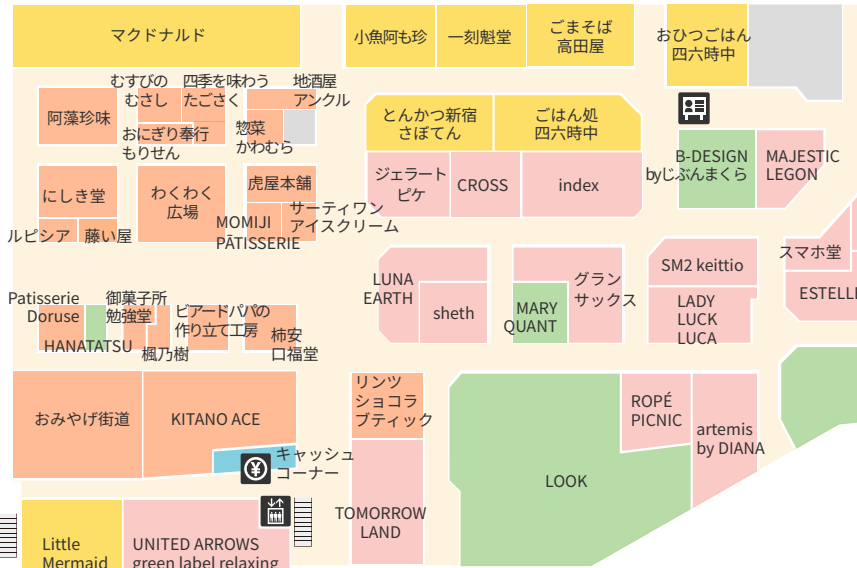 マクドナルド
小魚阿も珍
一刻魁堂
ごまそば
高田屋
おひつごはん
四六時中
むすびの
むさし
四季を味わう
たごさく
地酒屋
アンクル
阿藻珍味
おにぎり奉行
もりせん
惣菜
かわむら
とんかつ新宿
さぼてん
ごはん処
四六時中
ジェラート
ピケ
CROSS
index
B-DESIGN
byじぶんまくら
MAJESTIC
LEGON
にしき堂
わくわく
広場
虎屋本舗
ルピシア
藤い屋
MOMIJI
PĀTISSERIE
サーティワン
アイスクリーム
LUNA
EARTH
sheth
グラン
サックス
MARY
QUANT
SM2 keittio
LADY
LUCK
LUCA
スマホ堂
ESTELLE
Patisserie
Doruse
HANATATSU
御菓子所
勉強堂
楓乃樹
ビアードパパの
作り立て工房
柿安
口福堂
おみやげ街道
KITANO ACE
キャッシュ
コーナー
リンツ
ショコラ
ブティック
TOMORROW
LAND
LOOK
ROPÉ
PICNIC
artemis
by DIANA
Little
Mermaid
UNITED ARROWS
green label relaxing